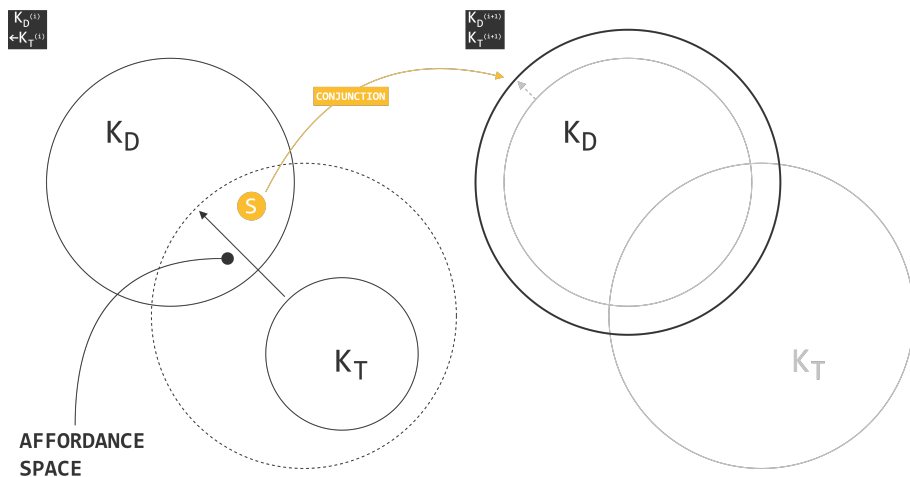 K_D^(i)
←K_T^(i)
K_D^(i+1)
K_T^(i+1)
CONJUNCTION
K_D
K_D
S
K_T
K_T
AFFORDANCE
SPACE